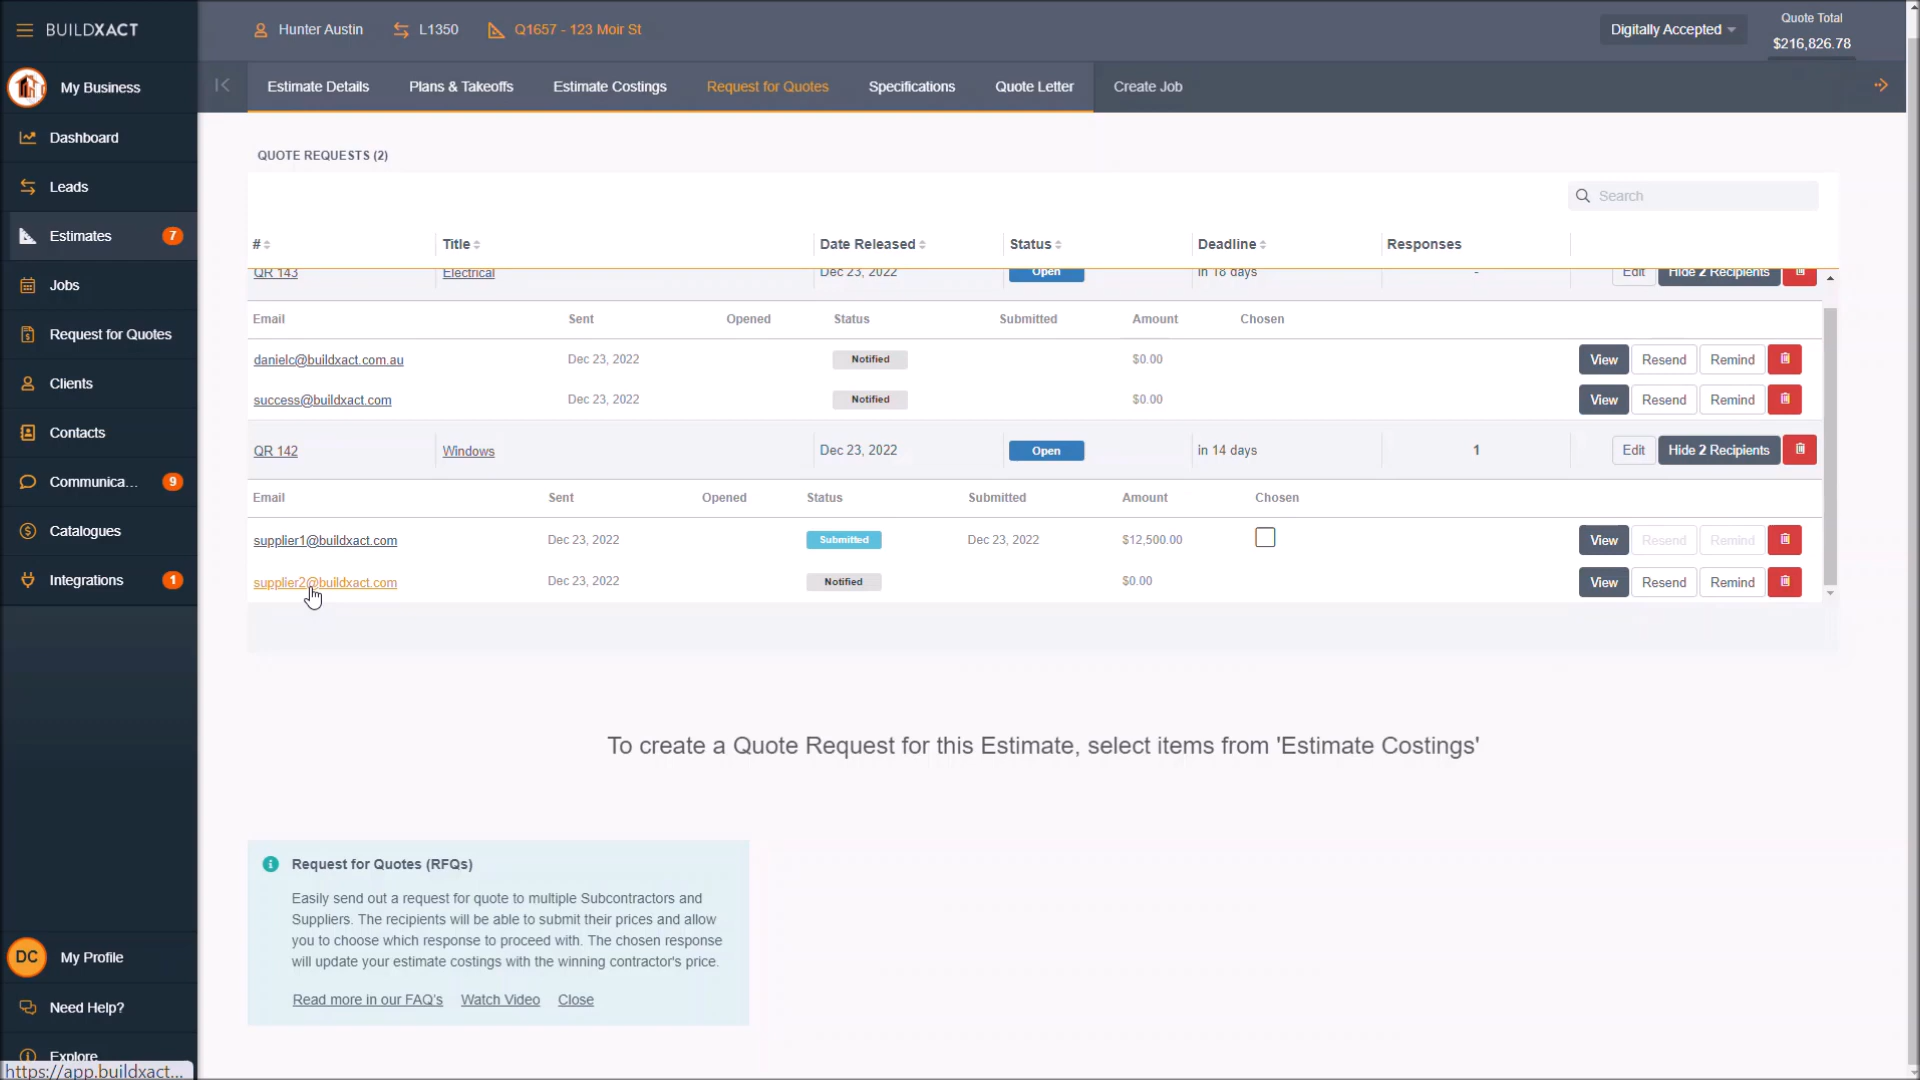 BUILDXACT
Hunter Austin
L1350
Q1657 - 123 Moir St
Digitally Accepted
Quote Total
$216,826.78
My Business
Estimate Details
Plans & Takeoffs
Estimate Costings
Request for Quotes
Specifications
Quote Letter
Create Job
Dashboard
Leads
Estimates 7
Jobs
Request for Quotes
Clients
Contacts
Communica... 9
Catalogues
Integrations 1
DC My Profile
Need Help?
Explore
https://app.buildxact...
QUOTE REQUESTS (2)
Search
# Title Date Released Status Deadline Responses
QR 143 Electrical Dec 23, 2022 Open in 18 days - Edit Hide 2 Recipients
Email Sent Opened Status Submitted Amount Chosen
danielc@buildxact.com.au Dec 23, 2022 Notified $0.00 View Resend Remind
success@buildxact.com Dec 23, 2022 Notified $0.00 View Resend Remind
QR 142 Windows Dec 23, 2022 Open in 14 days 1 Edit Hide 2 Recipients
Email Sent Opened Status Submitted Amount Chosen
supplier1@buildxact.com Dec 23, 2022 Submitted Dec 23, 2022 $12,500.00 View Resend Remind
supplier2@buildxact.com Dec 23, 2022 Notified $0.00 View Resend Remind
To create a Quote Request for this Estimate, select items from 'Estimate Costings'
Request for Quotes (RFQs)
Easily send out a request for quote to multiple Subcontractors and
Suppliers. The recipients will be able to submit their prices and allow
you to choose which response to proceed with. The chosen response
will update your estimate costings with the winning contractor's price.
Read more in our FAQ's Watch Video Close